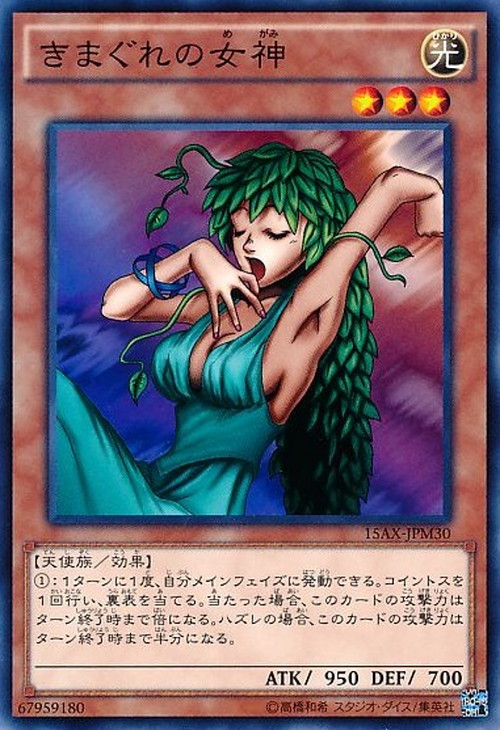 きまぐれの女神
光
15AX-JPM30
【天使族／効果】
①：1ターンに1度、自分メインフェイズに発動できる。コイントスを
1回行い、裏表を当てる。当たった場合、このカードの攻撃力は
ターン終了時まで倍になる。ハズレの場合、このカードの攻撃力は
ターン終了時まで半分になる。
ATK/ 950 DEF/ 700
67959180 ©高橋和希 スタジオ・ダイス/集英社